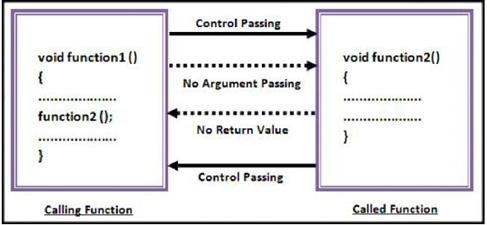 Control Passing
void function1 ()
{
.....................
function2 ();
.....................
}
No Argument Passing
No Return Value
Control Passing
void function2()
{
.....................
.....................
}
Calling Function
Called Function